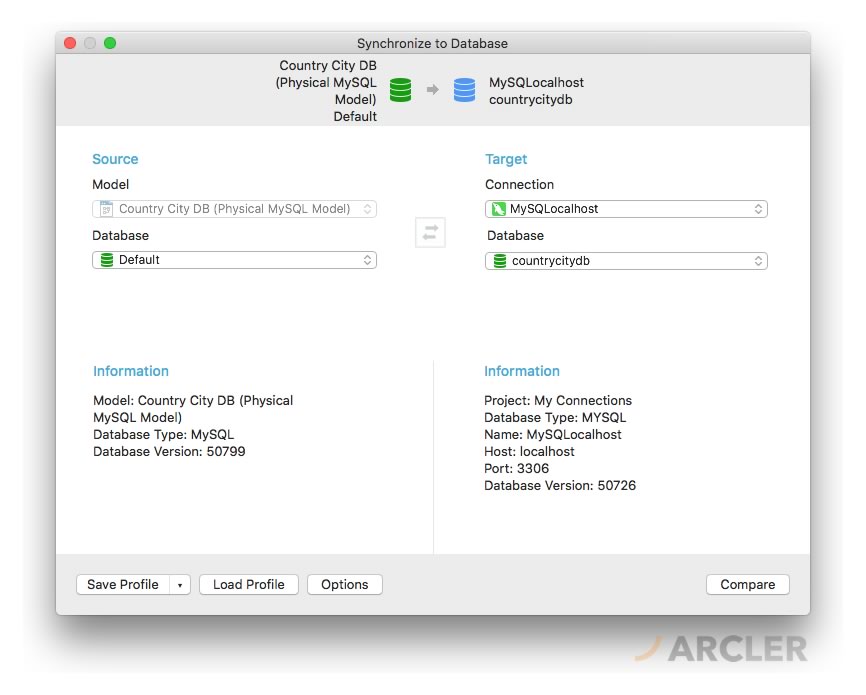 Synchronize to Database
Country City DB
(Physical MySQL
Model)
Default
MySQLocalhost
countrycitydb
Source
Model
Country City DB (Physical MySQL Model)
Database
Default
Target
Connection
MySQLocalhost
Database
countrycitydb
Information
Model: Country City DB (Physical
MySQL Model)
Database Type: MySQL
Database Version: 50799
Information
Project: My Connections
Database Type: MYSQL
Name: MySQLocalhost
Host: localhost
Port: 3306
Database Version: 50726
Save Profile
Load Profile
Options
Compare
ARCLER